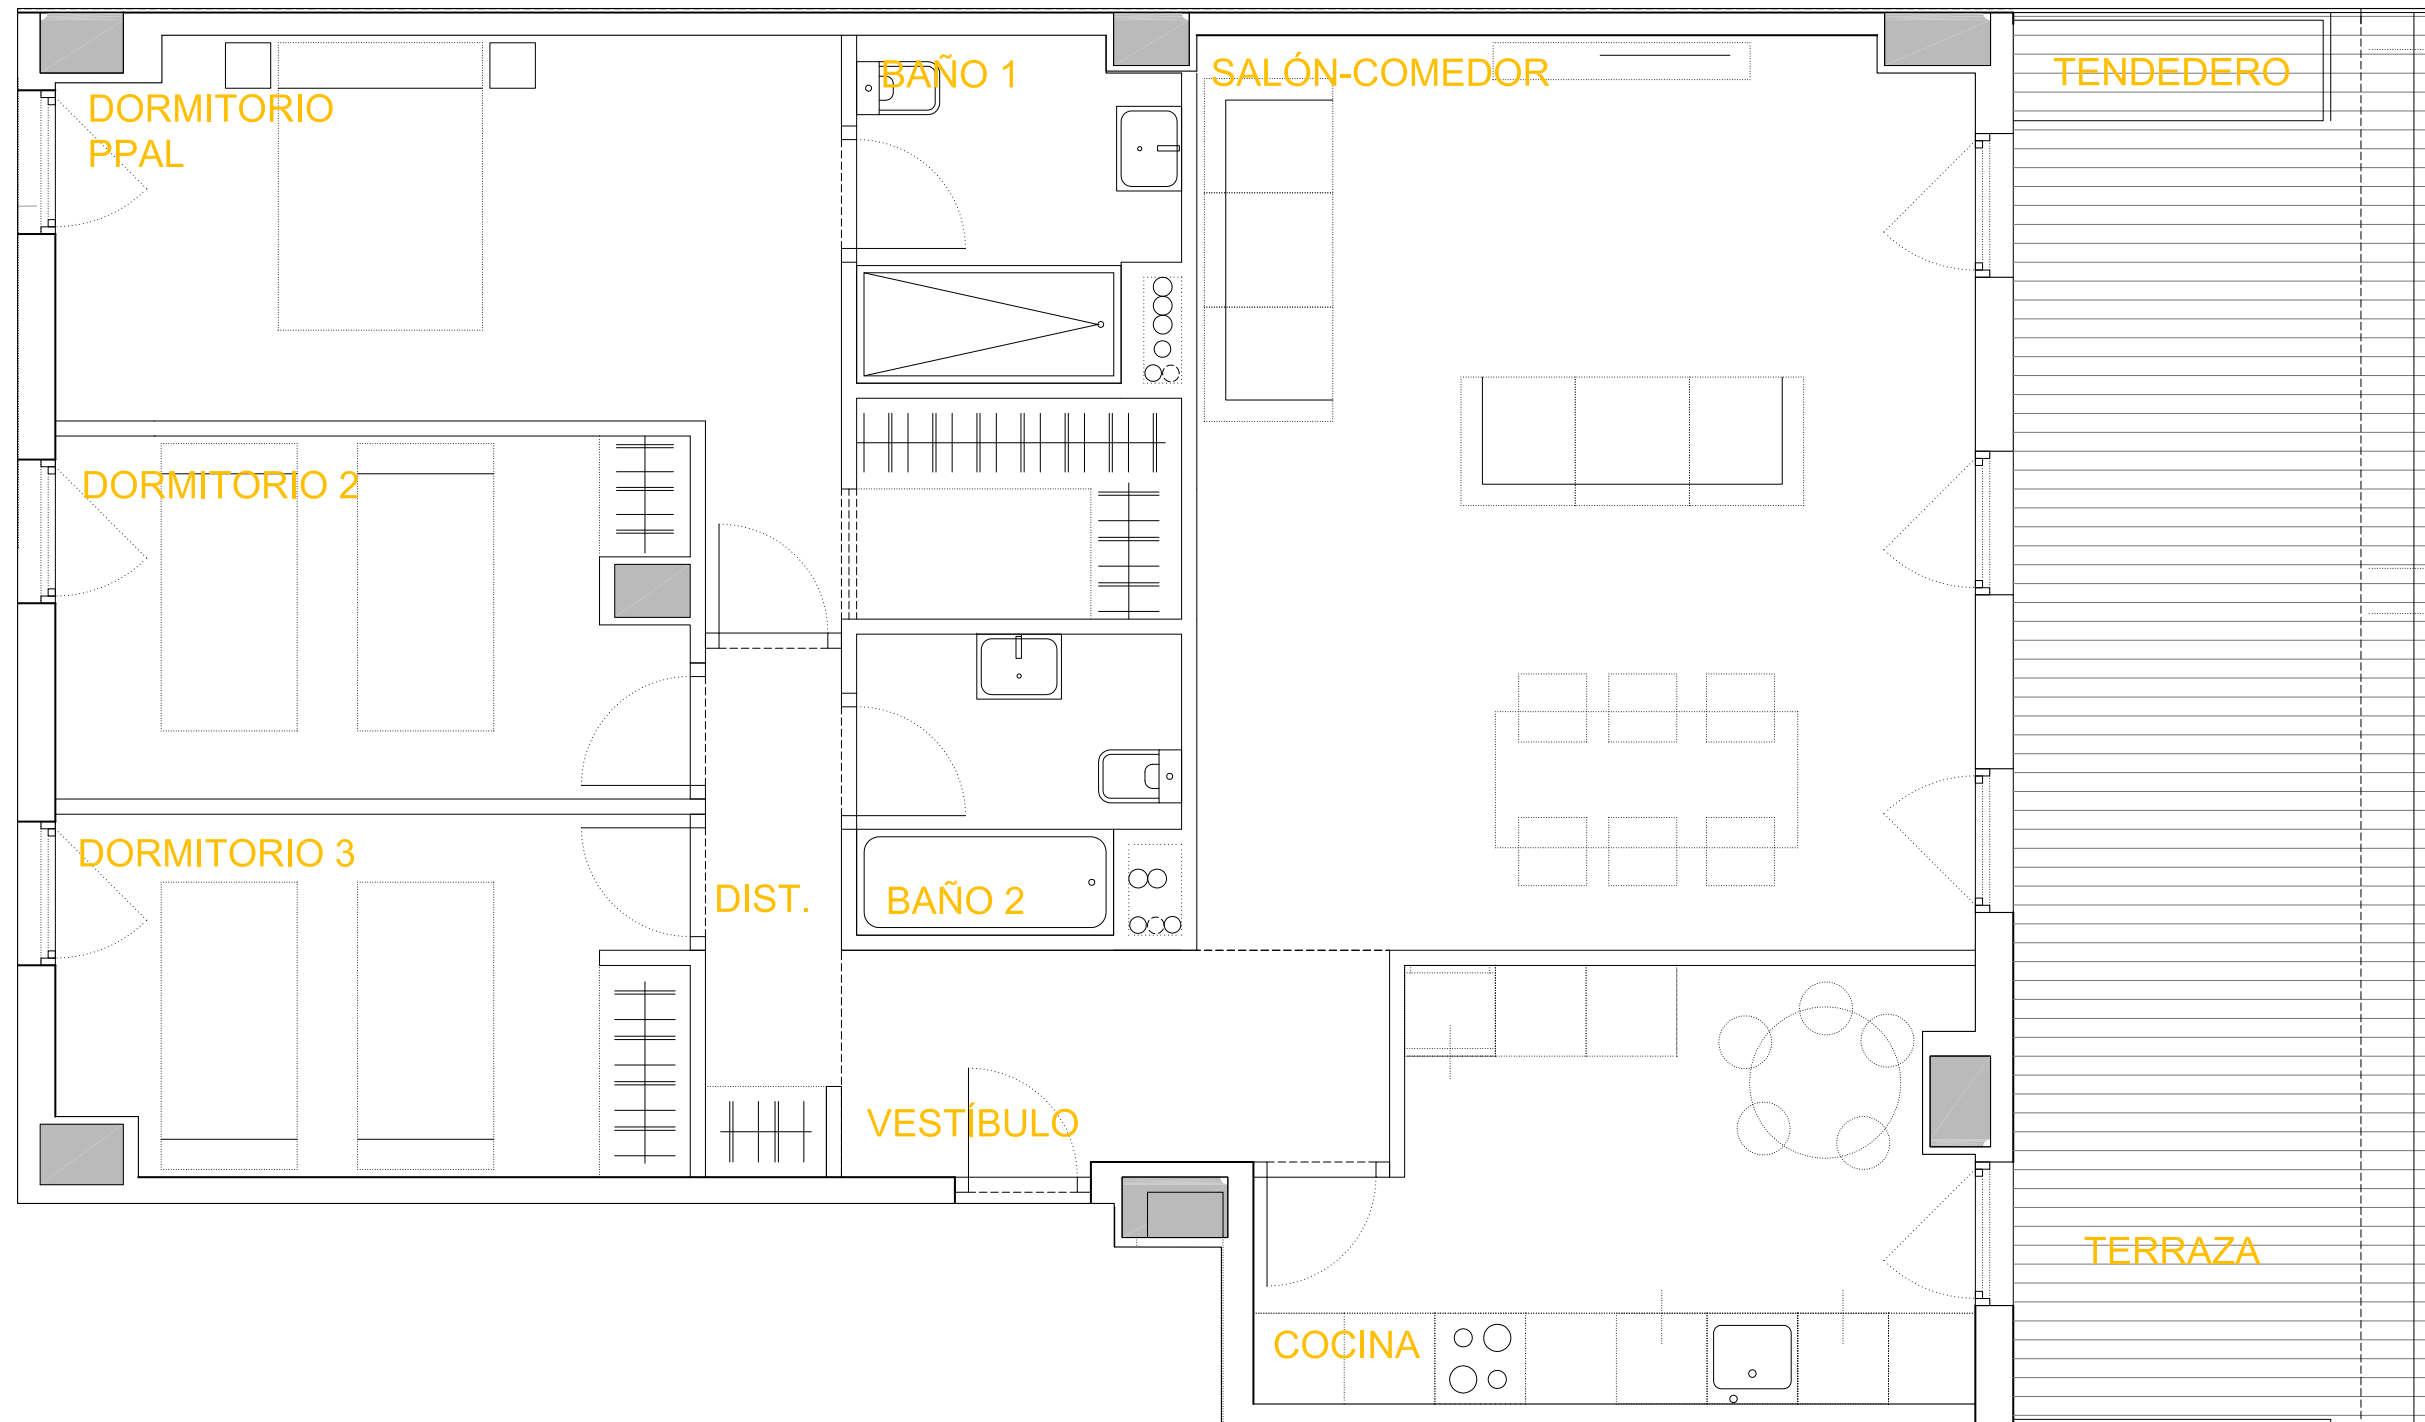 BAÑO 1
SALÓN-COMEDOR
TENDEDERO
DORMITORIO
PPAL
DORMITORIO 2
DORMITORIO 3
DIST.
BAÑO 2
VESTÍBULO
TERRAZA
COCINA